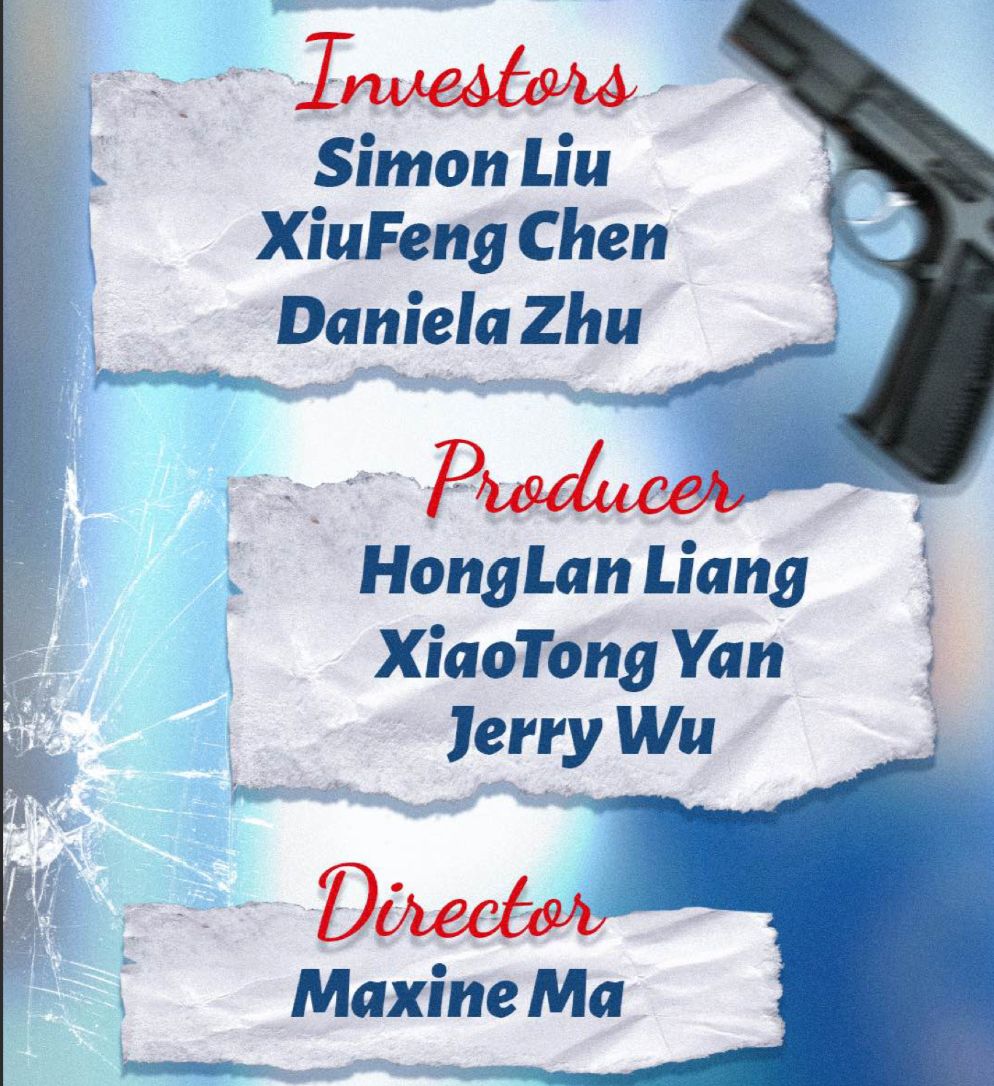 Investors
Simon Liu
XiuFeng Chen
Daniela Zhu
Producer
HongLan Liang
XiaoTong Yan
Jerry Wu
Director
Maxine Ma